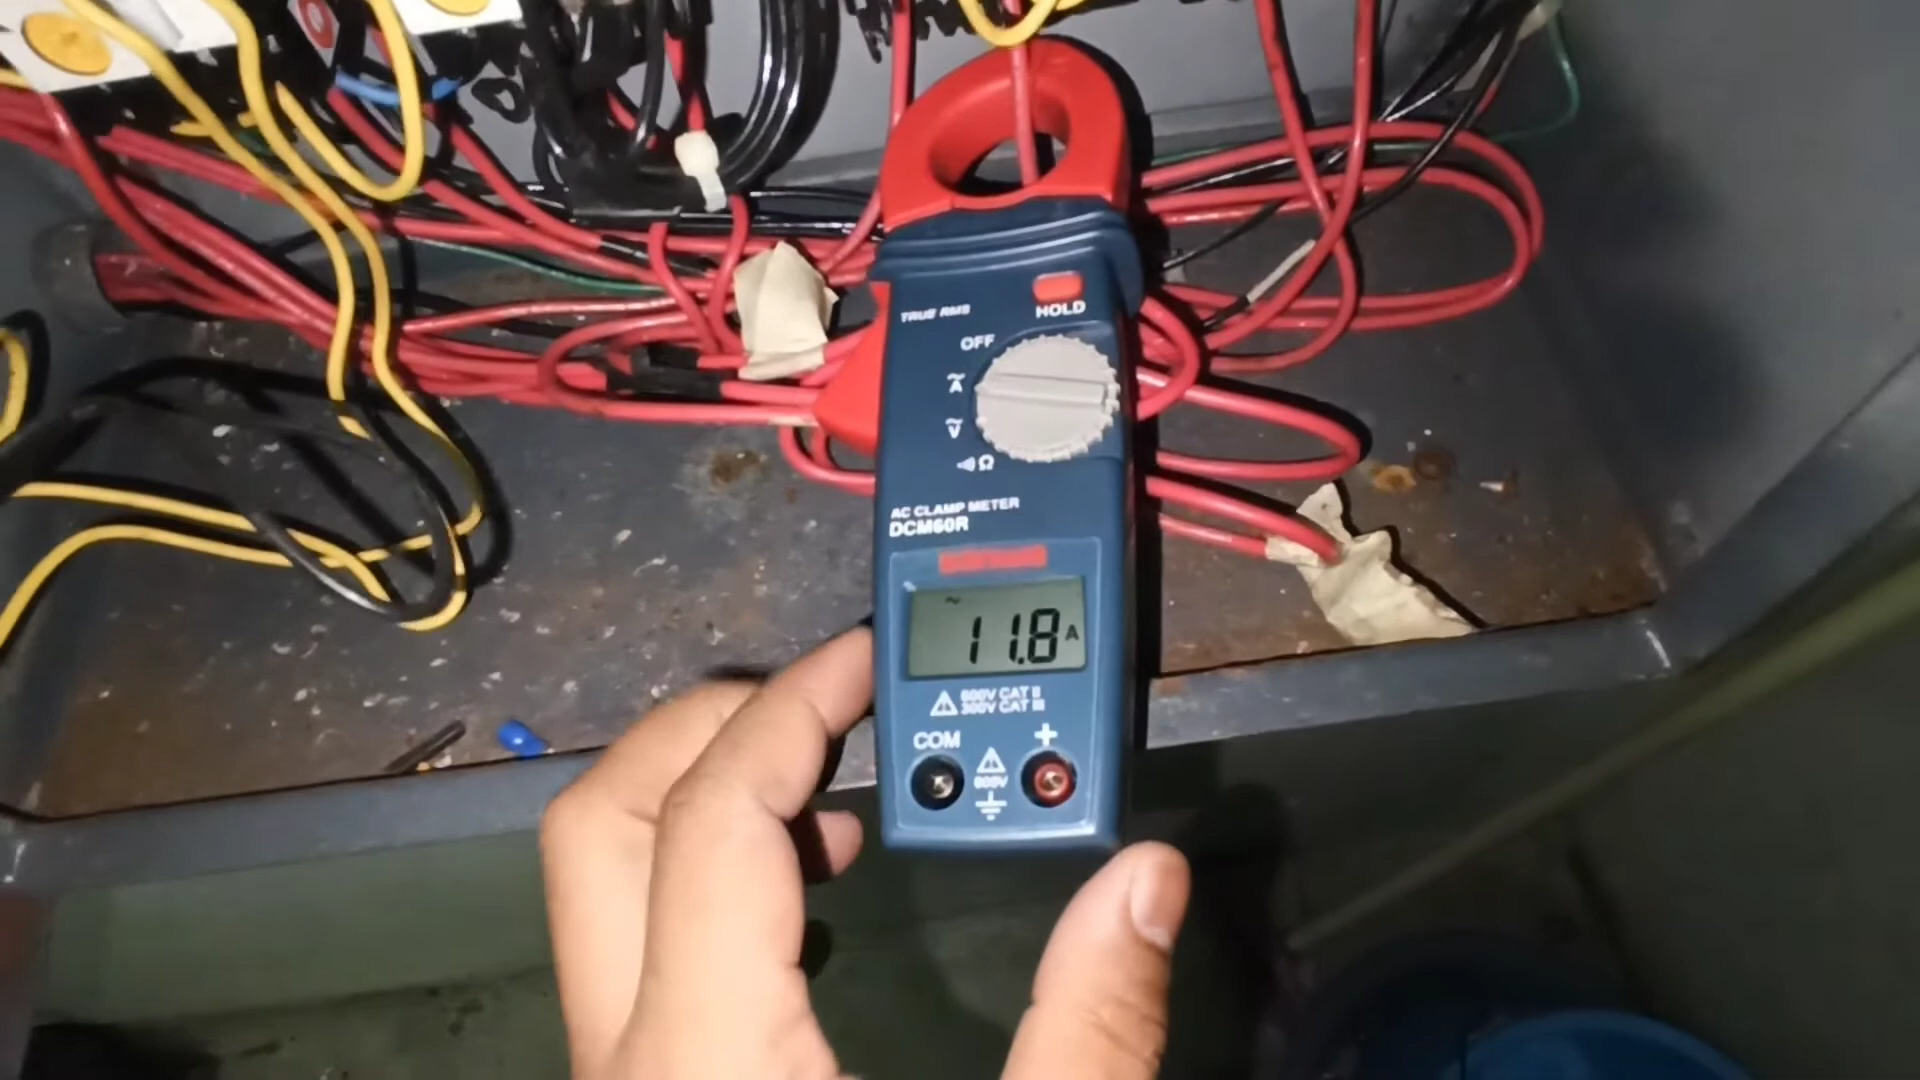 TRUE RMS
HOLD
OFF
A
V
Ω
AC CLAMP METER
DCM60R
11.8 A
600V CAT II
300V CAT III
COM
+
600V